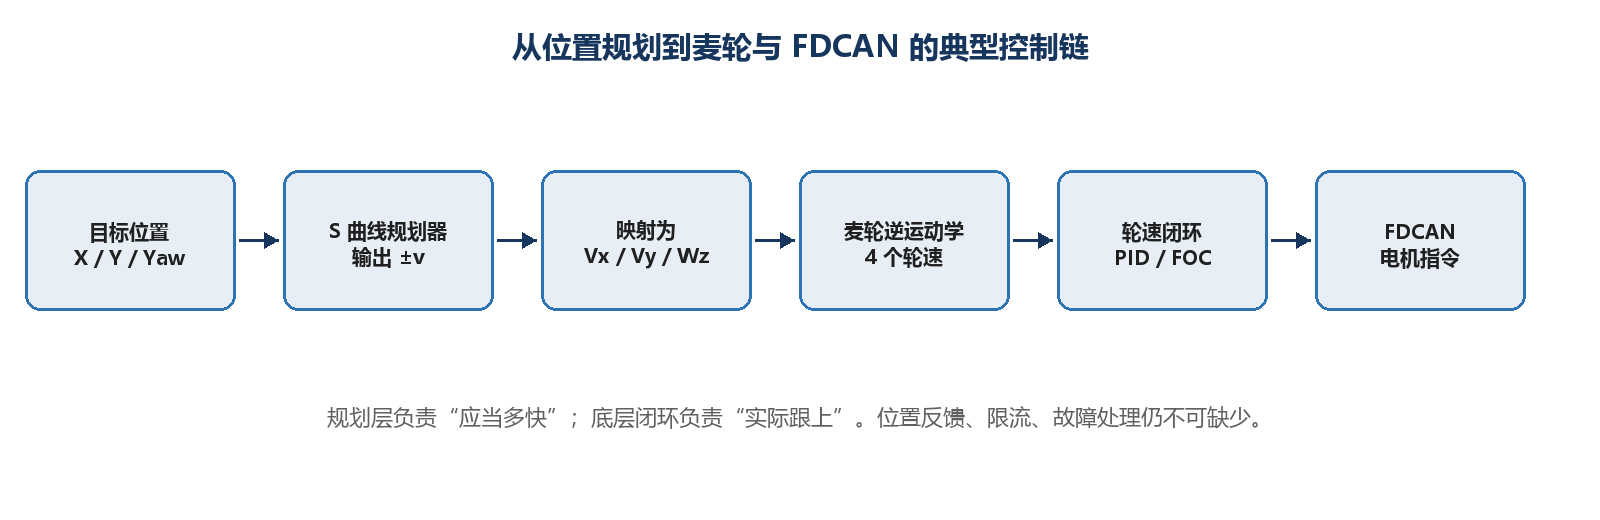 从位置规划到麦轮与 FDCAN 的典型控制链
目标位置
X / Y / Yaw
S 曲线规划器
输出 ±v
映射为
Vx / Vy / Wz
麦轮逆运动学
4 个轮速
轮速闭环
PID / FOC
FDCAN
电机指令
规划层负责“应当多快”；底层闭环负责“实际跟上”。位置反馈、限流、故障处理仍不可缺少。